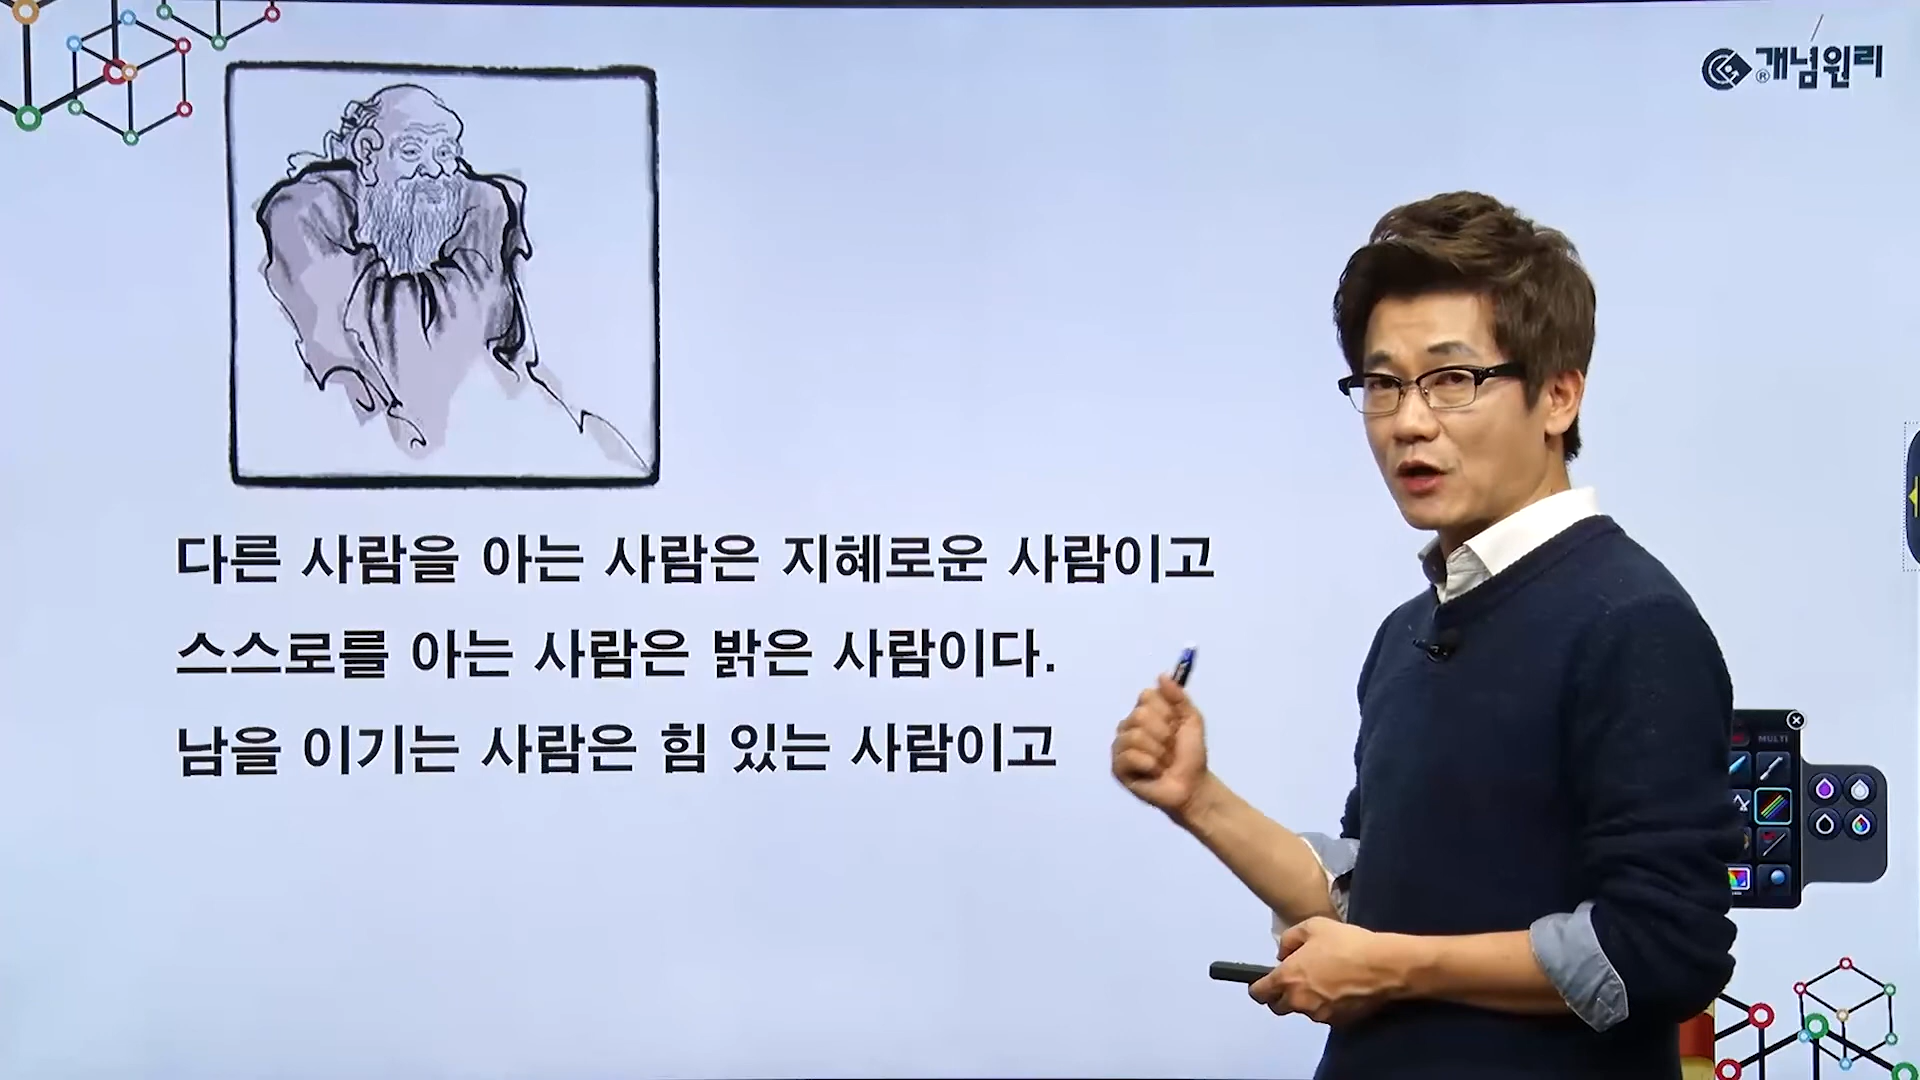 ® 개념원리
다른 사람을 아는 사람은 지혜로운 사람이고
스스로를 아는 사람은 밝은 사람이다.
남을 이기는 사람은 힘 있는 사람이고
MULTI